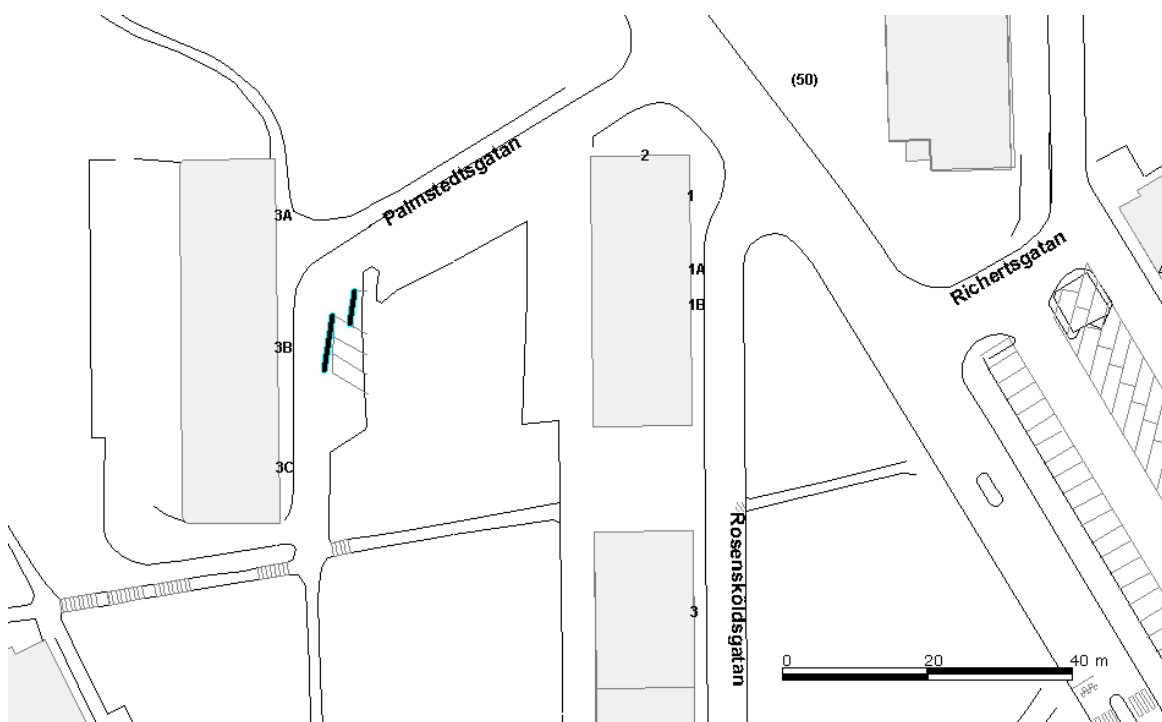 (50)
Palmstedtsgatan
2
1
3A
1A
Richertsgatan
1B
3B
3C
Rosensköldsgatan
3
0 20 40 m